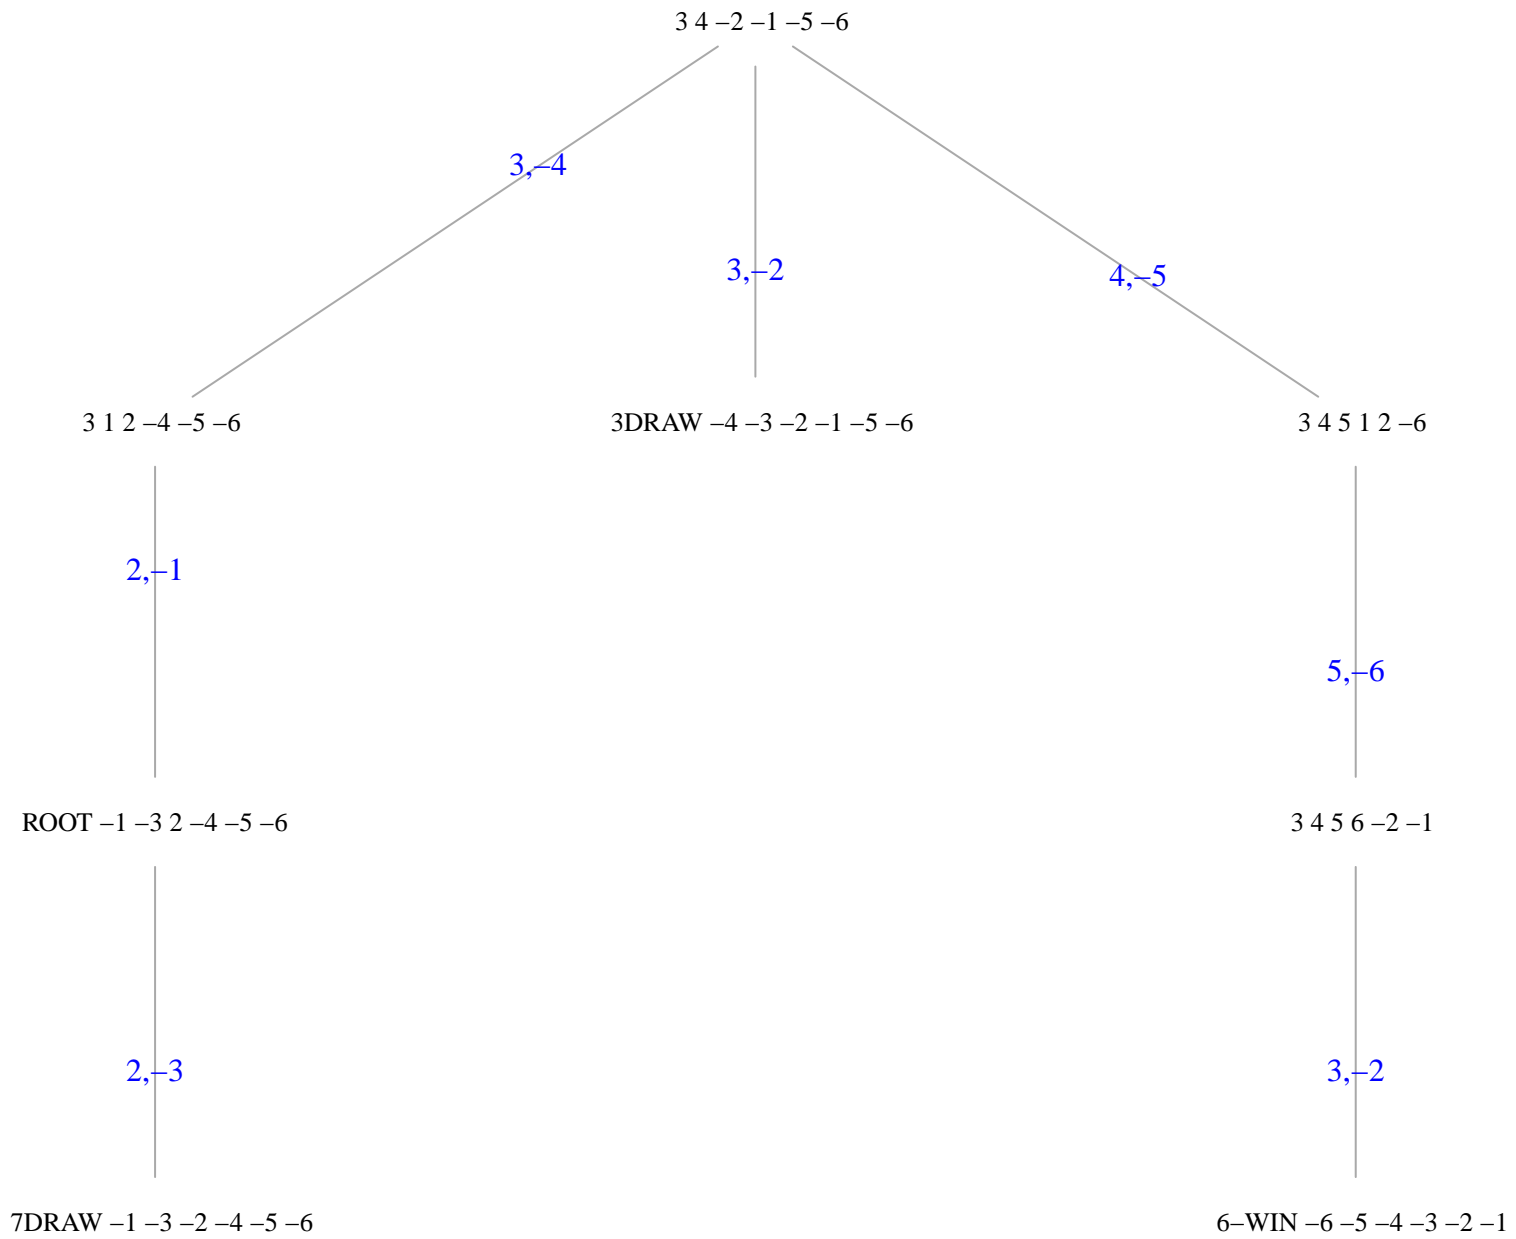 3 4 –2 –1 –5 –6
3,–4
3,–2
4,–5
3 1 2 –4 –5 –6
3DRAW –4 –3 –2 –1 –5 –6
3 4 5 1 2 –6
2,–1
5,–6
ROOT –1 –3 2 –4 –5 –6
3 4 5 6 –2 –1
2,–3
3,–2
7DRAW –1 –3 –2 –4 –5 –6
6–WIN –6 –5 –4 –3 –2 –1